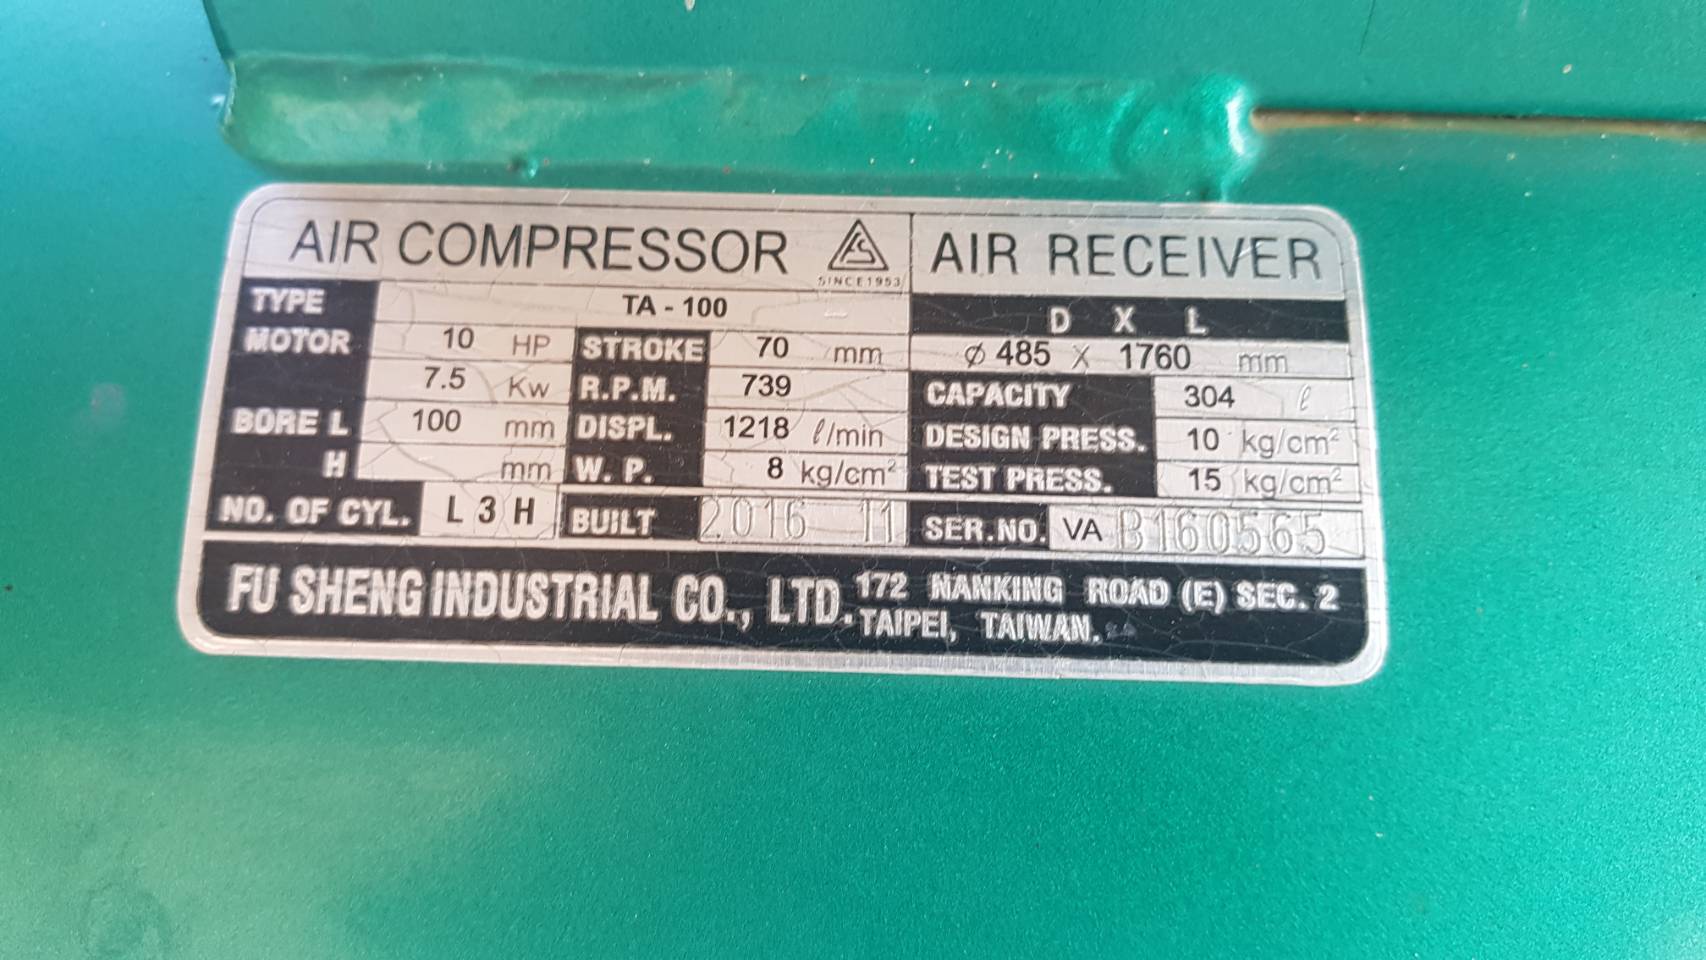 AIR COMPRESSOR
SINCE1953
AIR RECEIVER
TYPE TA - 100
MOTOR 10 HP STROKE 70 mm
7.5 Kw R.P.M. 739
BORE L 100 mm DISPL. 1218 ℓ/min
H mm W. P. 8 kg/cm²
NO. OF CYL. L 3 H BUILT 2016 11
D X L
ø 485 X 1760 mm
CAPACITY 304 ℓ
DESIGN PRESS. 10 kg/cm²
TEST PRESS. 15 kg/cm²
SER.NO. VA B160565
FU SHENG INDUSTRIAL CO., LTD. 172 NANKING ROAD (E) SEC. 2
TAIPEI, TAIWAN.